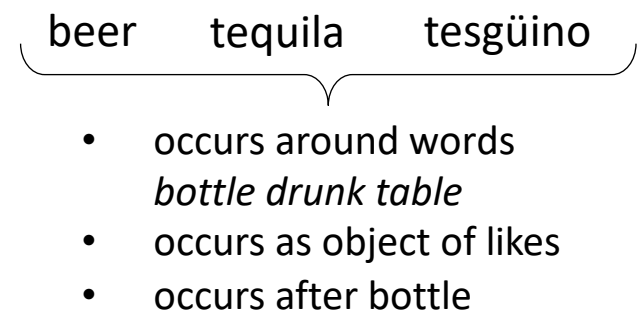 beer tequila tesgüino
• occurs around words
bottle drunk table
• occurs as object of likes
• occurs after bottle